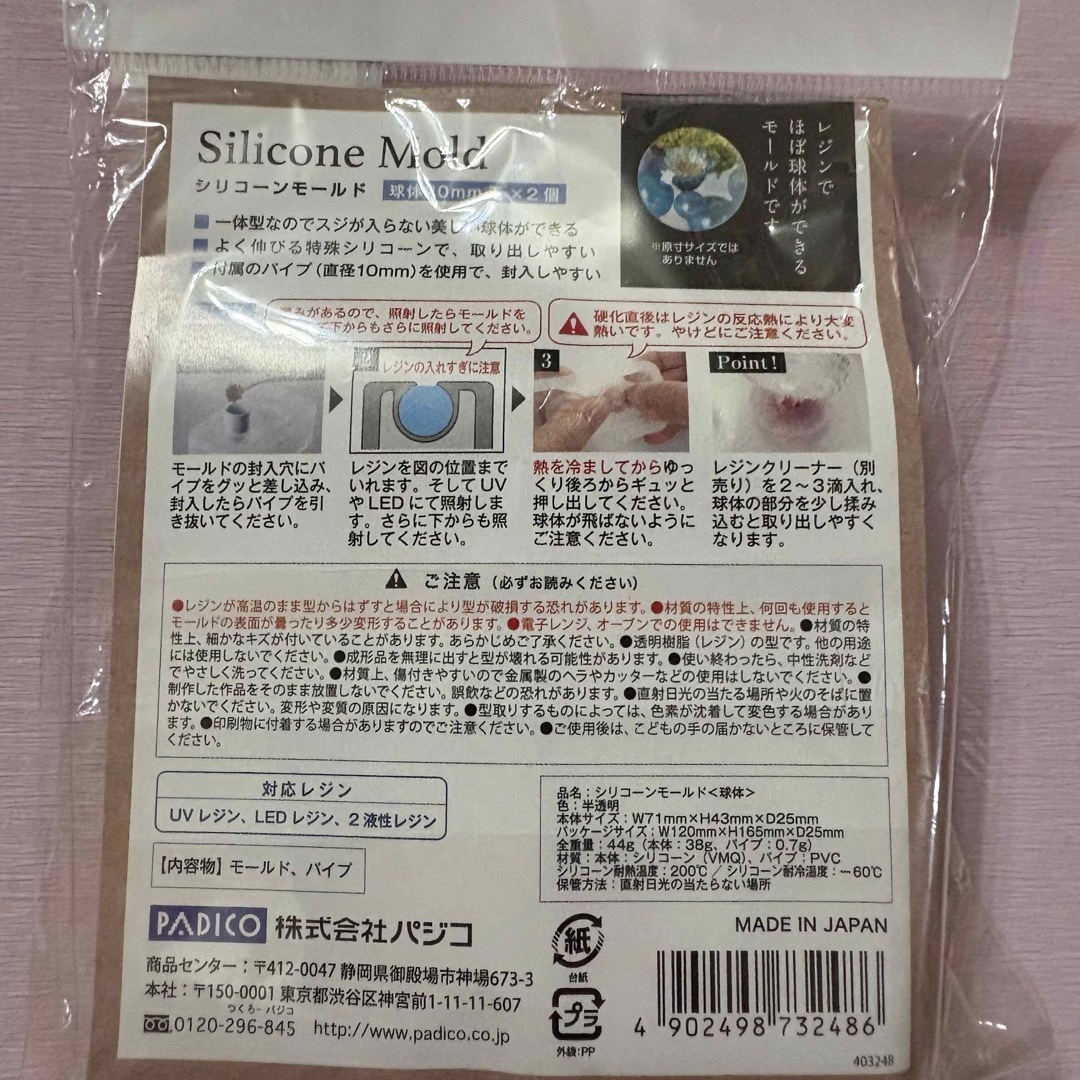 Silicone Mold
シリコーンモールド
球体 0mm ×2個
一体型なのでスジが入らない美しい球体ができる
よく伸びる特殊シリコーンで、取り出しやすい
付属のパイプ(直径10mm)を使用で、封入しやすい
レジンで
ほぼ球体ができる
モールドです
※原寸サイズでは
ありません
みがあるので、照射したらモールドを
て下からもさらに照射してください。
硬化直後はレジンの反応熱により大変
熱いです。やけどにご注意ください。
レジンの入れすぎに注意
3
Point!
モールドの封入穴にパ
イプをグッと差し込み、
封入したらパイプを引
き抜いてください。
レジンを図の位置まで
いれます。そしてUV
やLEDにて照射しま
す。さらに下からも照
射してください。
熱を冷ましてからゆっ
くり後ろからギュッと
押し出してください。
球体が飛ばないように
ご注意ください。
レジンクリーナー(別
売り)を2〜3滴入れ、
球体の部分を少し揉み
込むと取り出しやすく
なります。
ご注意(必ずお読みください)
●レジンが高温のまま型からはずすと場合により型が破損する恐れがあります。●材質の特性上、何回も使用すると
モールドの表面が曇ったり多少変形することがあります。●電子レンジ、オーブンでの使用はできません。●材質の特
性上、細かなキズが付いていることがあります。あらかじめご了承ください。●透明樹脂(レジン)の型です。他の用途
には使用しないでください。●成形品を無理に出すと型が壊れる可能性があります。●使い終わったら、中性洗剤など
でやさしく洗ってください。●材質上、傷付きやすいので金属製のヘラやカッターなどの使用はしないでください。●
制作した作品をそのまま放置しないでください。誤飲などの恐れがあります。●直射日光の当たる場所や火のそばに置
かないでください。変形や変質の原因になります。●型取りするものによっては、色素が沈着して変色する場合があり
ます。●印刷物に付着する場合がありますのでご注意ください。●ご使用後は、こどもの手の届かないところに保管して
ください。
対応レジン
UVレジン、LEDレジン、2液性レジン
【内容物】モールド、パイプ
品名：シリコーンモールド<球体>
色：半透明
本体サイズ：W71mm×H43mm×D25mm
パッケージサイズ：W120mm×H165mm×D25mm
全重量：44g(本体：38g、パイプ：0.7g)
材質：本体：シリコーン(VMQ)、パイプ：PVC
シリコーン耐熱温度：200℃／シリコーン耐冷温度：−60℃
保管方法：直射日光の当たらない場所
PADICO 株式会社パジコ
商品センター：〒412-0047 静岡県御殿場市神場673-3
本社：〒150-0001 東京都渋谷区神宮前1-11-11-607
つくろー パジコ
0120-296-845 http://www.padico.co.jp
紙
台紙
プラ
外袋：PP
MADE IN JAPAN
4 902498 732486
403248